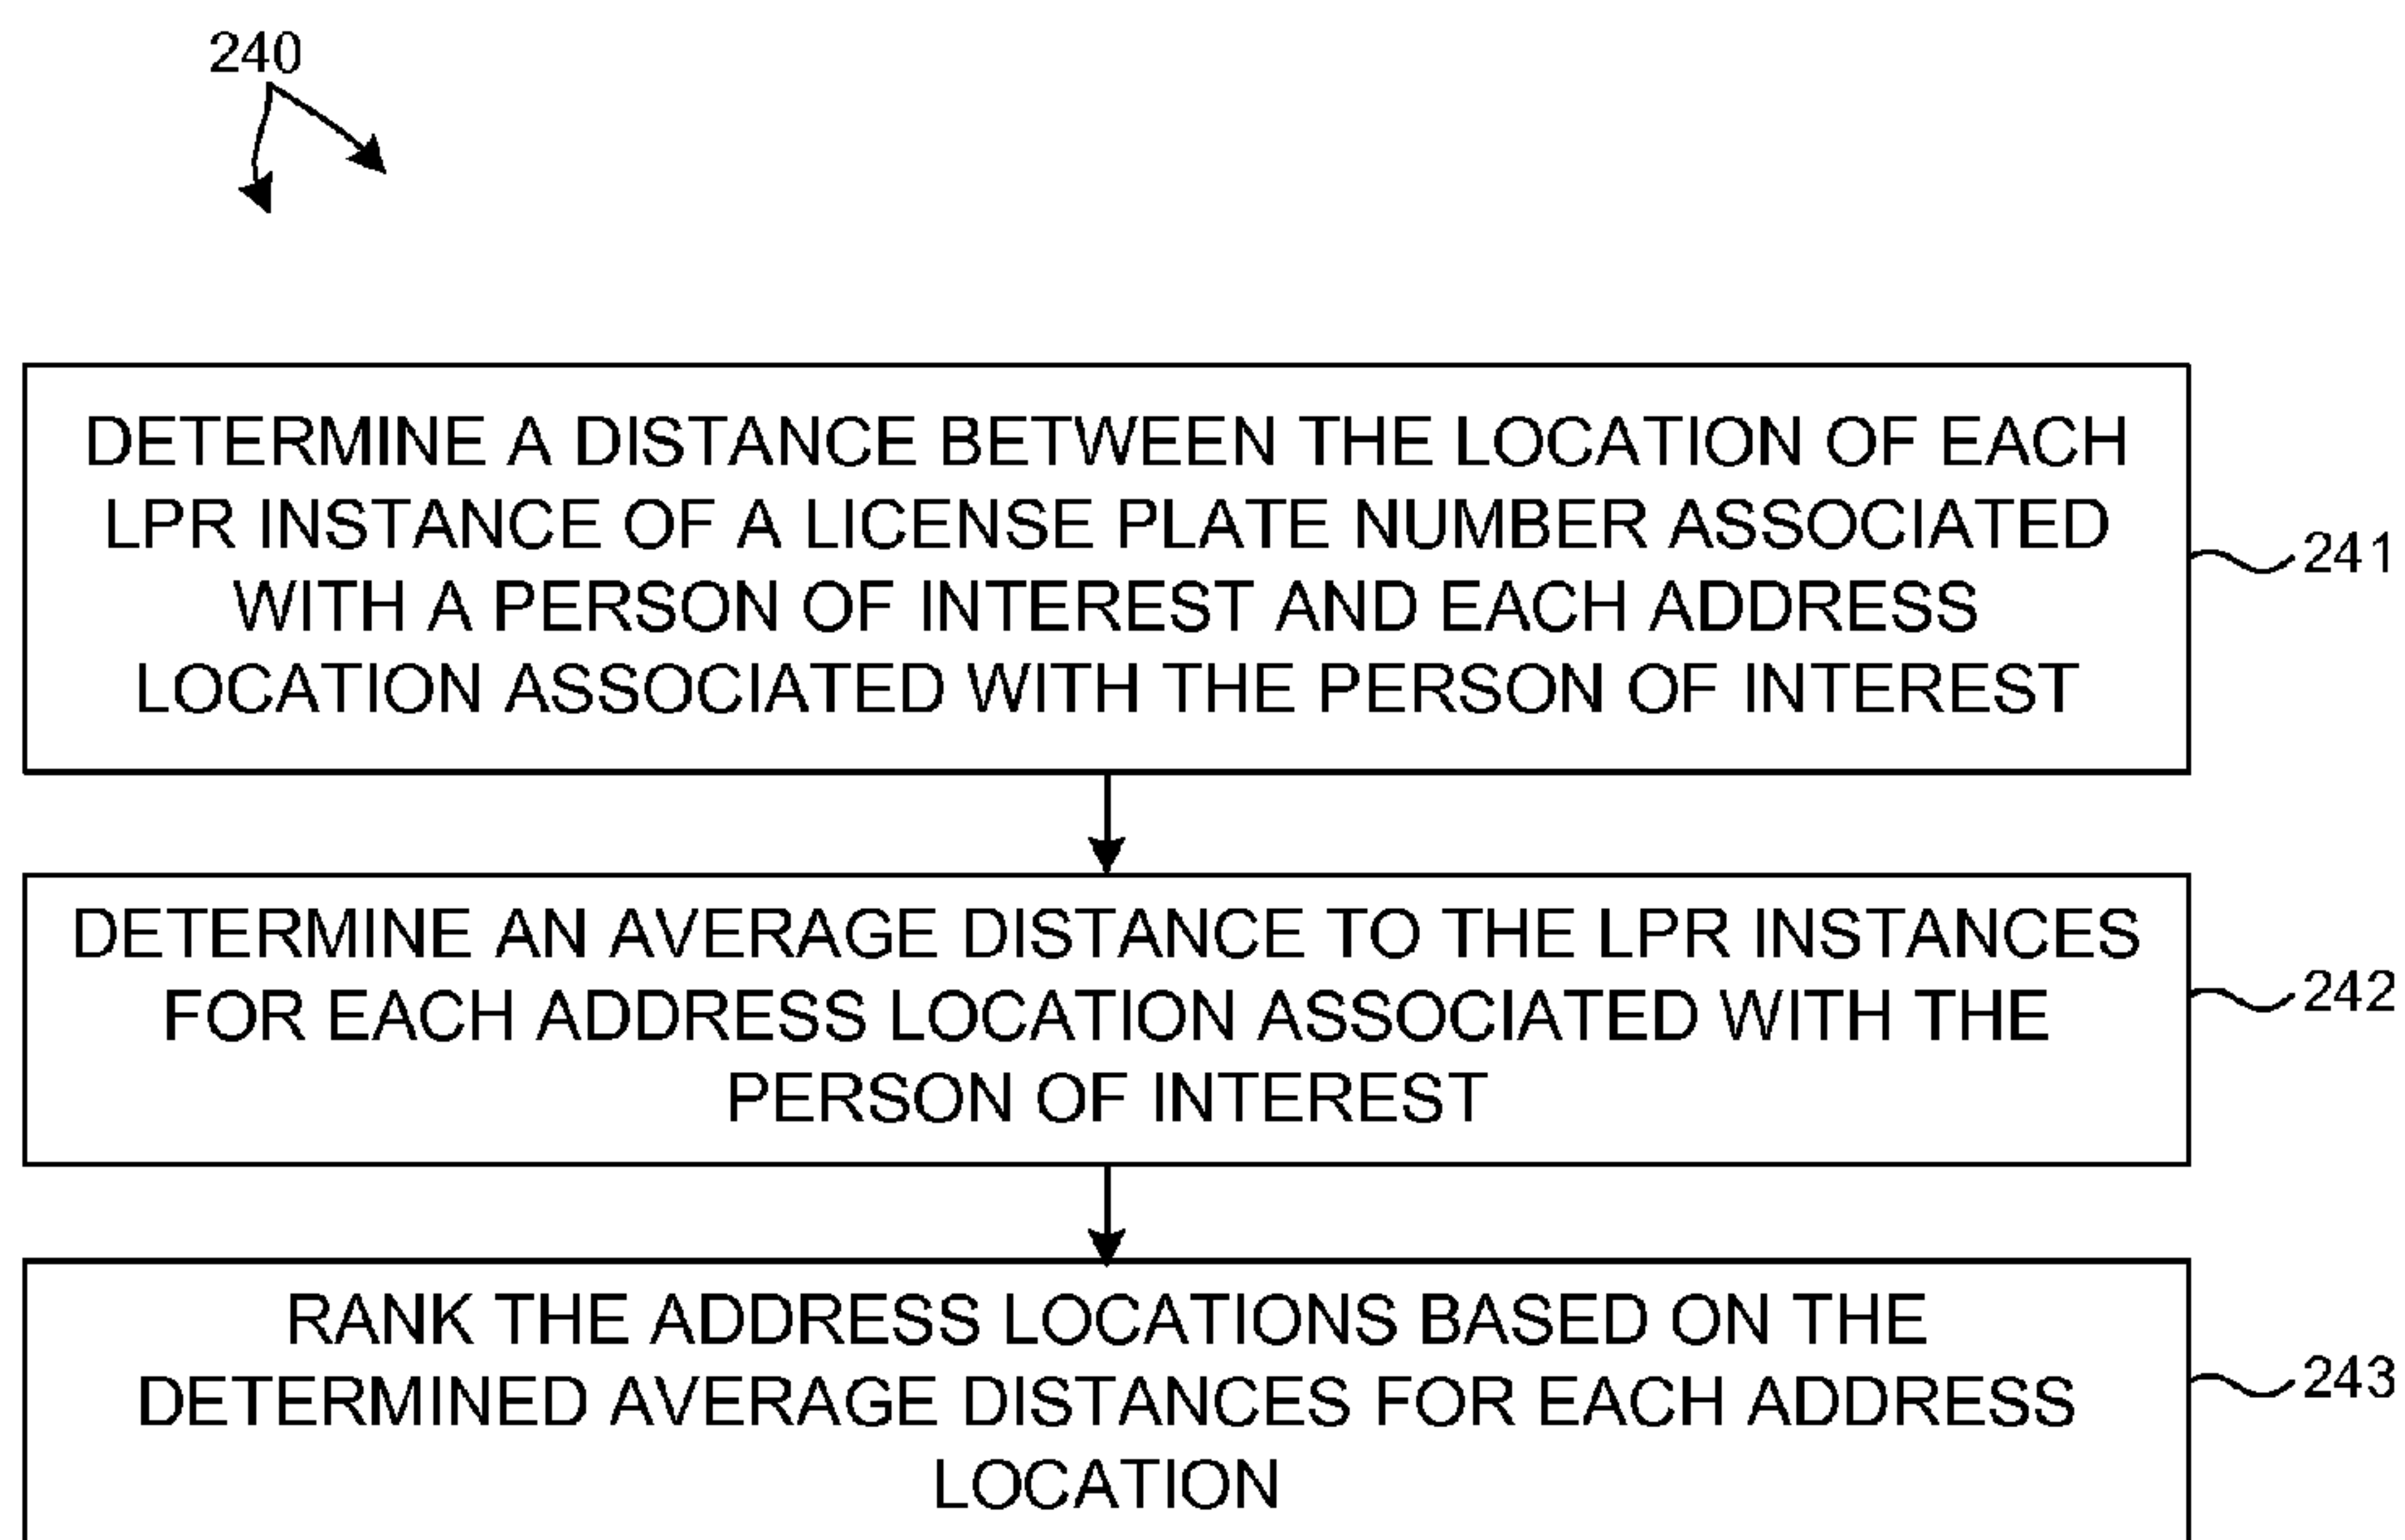 240
DETERMINE A DISTANCE BETWEEN THE LOCATION OF EACH
LPR INSTANCE OF A LICENSE PLATE NUMBER ASSOCIATED
WITH A PERSON OF INTEREST AND EACH ADDRESS
LOCATION ASSOCIATED WITH THE PERSON OF INTEREST
241
DETERMINE AN AVERAGE DISTANCE TO THE LPR INSTANCES
FOR EACH ADDRESS LOCATION ASSOCIATED WITH THE
PERSON OF INTEREST
242
RANK THE ADDRESS LOCATIONS BASED ON THE
DETERMINED AVERAGE DISTANCES FOR EACH ADDRESS
LOCATION
243